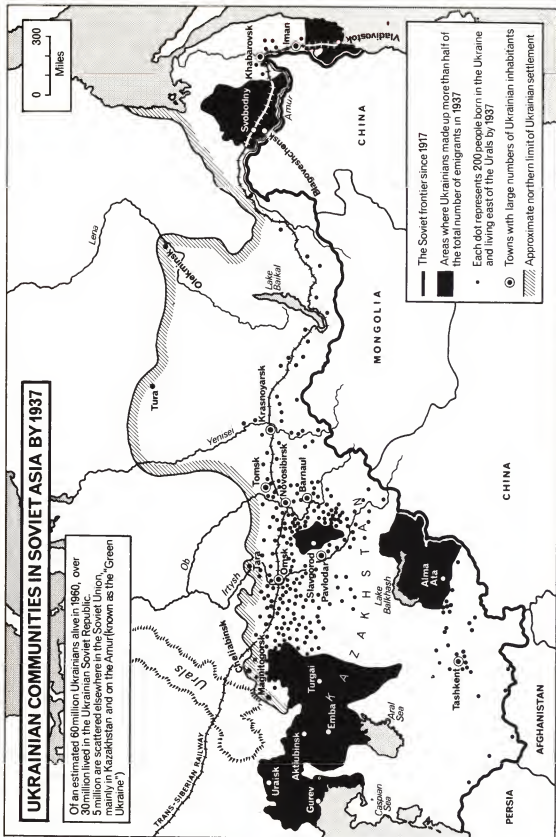 UKRAINIAN COMMUNITIES IN SOVIET ASIA BY 1937
Of an estimated 60 million Ukrainians alive in 1960, over
30 million lived in the Ukrainian Soviet Republic.
5 million are scattered elsewhere in the Soviet Union,
mainly in Kazakhstan and on the Amur (known as the "Green
Ukraine")
0 300
Miles
Lena
Olekminsk
Tura
Yenisei
Ob
Irtysh
Urals
TRANS-SIBERIAN RAILWAY
Chelyabinsk
Magnitogorsk
Tara
Tomsk
Krasnoyarsk
Novosibirsk
Omsk
Barnaul
Slavgorod
Pavlodar
Lake
Baikal
Svobodny
Khabarovsk
Iman
Vladivostok
Amur
Blagoveshchensk
CHINA
MONGOLIA
KAZAKHSTAN
Uralsk
Aktiubinsk
Turgai
Emba
Gurev
Caspian
Sea
Aral
Sea
Lake
Balkhash
Alma
Ata
Tashkent
PERSIA
AFGHANISTAN
CHINA
The Soviet frontier since 1917
Areas where Ukrainians made up more than half of
the total number of emigrants in 1937
Each dot represents 200 people born in the Ukraine
and living east of the Urals by 1937
Towns with large numbers of Ukrainian inhabitants
Approximate northern limit of Ukrainian settlement